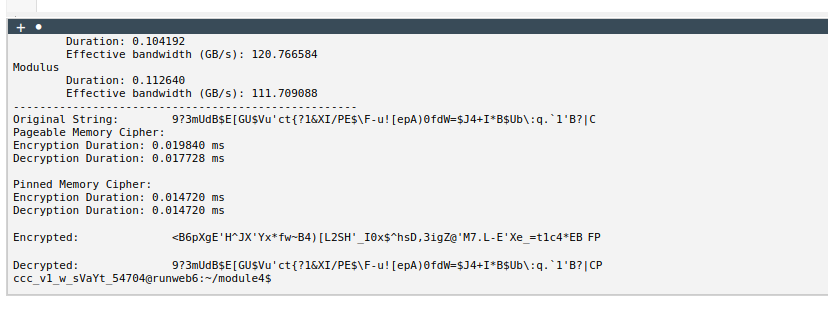 Duration: 0.104192
Effective bandwidth (GB/s): 120.766584
Modulus
Duration: 0.112640
Effective bandwidth (GB/s): 111.709088
----------------------------------------------------
Original String: 9?3mUdB$E[GU$Vu'ct{?1&XI/PE$\F-u![epA)0fdW=$J4+I*B$Ub\:q.`1'B?|C
Pageable Memory Cipher:
Encryption Duration: 0.019840 ms
Decryption Duration: 0.017728 ms
Pinned Memory Cipher:
Encryption Duration: 0.014720 ms
Decryption Duration: 0.014720 ms
Encrypted: <B6pXgE'H^JX'Yx*fw~B4)[L2SH'_I0x$^hsD,3igZ@'M7.L-E'Xe_=t1c4*EB FP
Decrypted: 9?3mUdB$E[GU$Vu'ct{?1&XI/PE$\F-u![epA)0fdW=$J4+I*B$Ub\:q.`1'B?|CP
ccc_v1_w_sVaYt_54704@runweb6:~/module4$